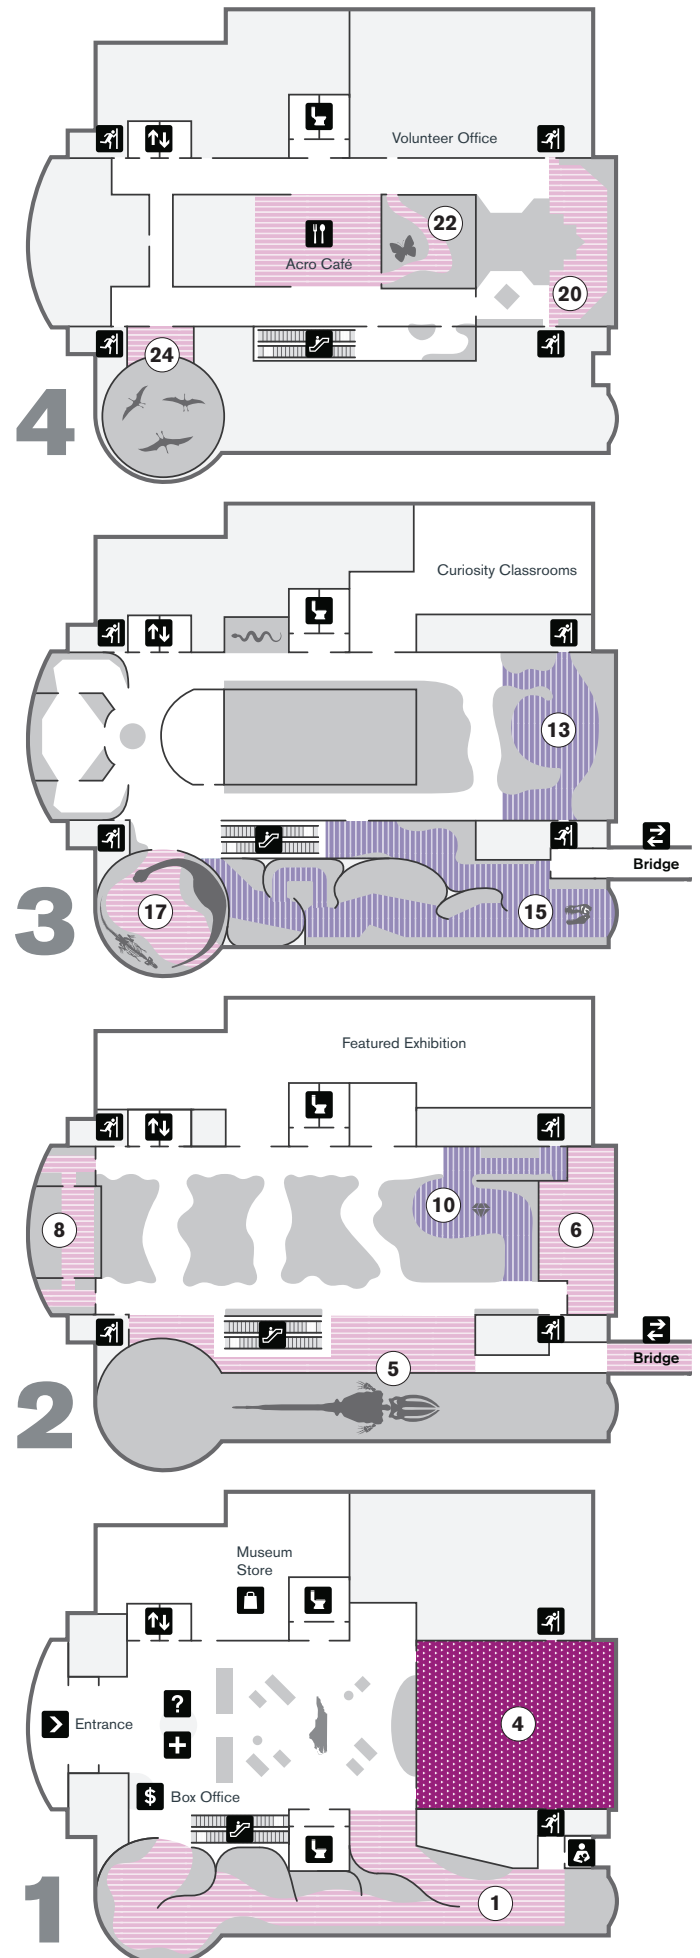 Volunteer Office
22
Acro Café
20
24
4
Curiosity Classrooms
13
Bridge
17
15
3
Featured Exhibition
10
8
6
Bridge
5
2
Museum
Store
?
4
Entrance
$
Box Office
1
1